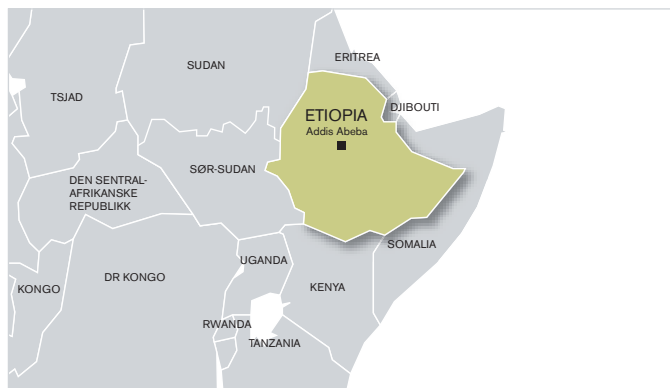 ERITREA
SUDAN
TSJAD
DJIBOUTI
ETIOPIA
Addis Abeba
SØR-SUDAN
DEN SENTRAL-
AFRIKANSKE
REPUBLIKK
SOMALIA
UGANDA
DR KONGO
KONGO
KENYA
RWANDA
TANZANIA